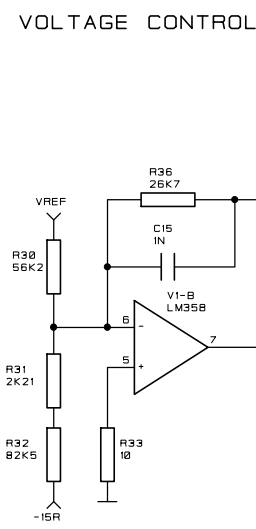 VOLTAGE CONTROL
R36
26K7
C15
1N
VREF
R30
56K2
V1-B
LM358
6
-
7
5
+
R31
2K21
R32
82K5
R33
10
-15R